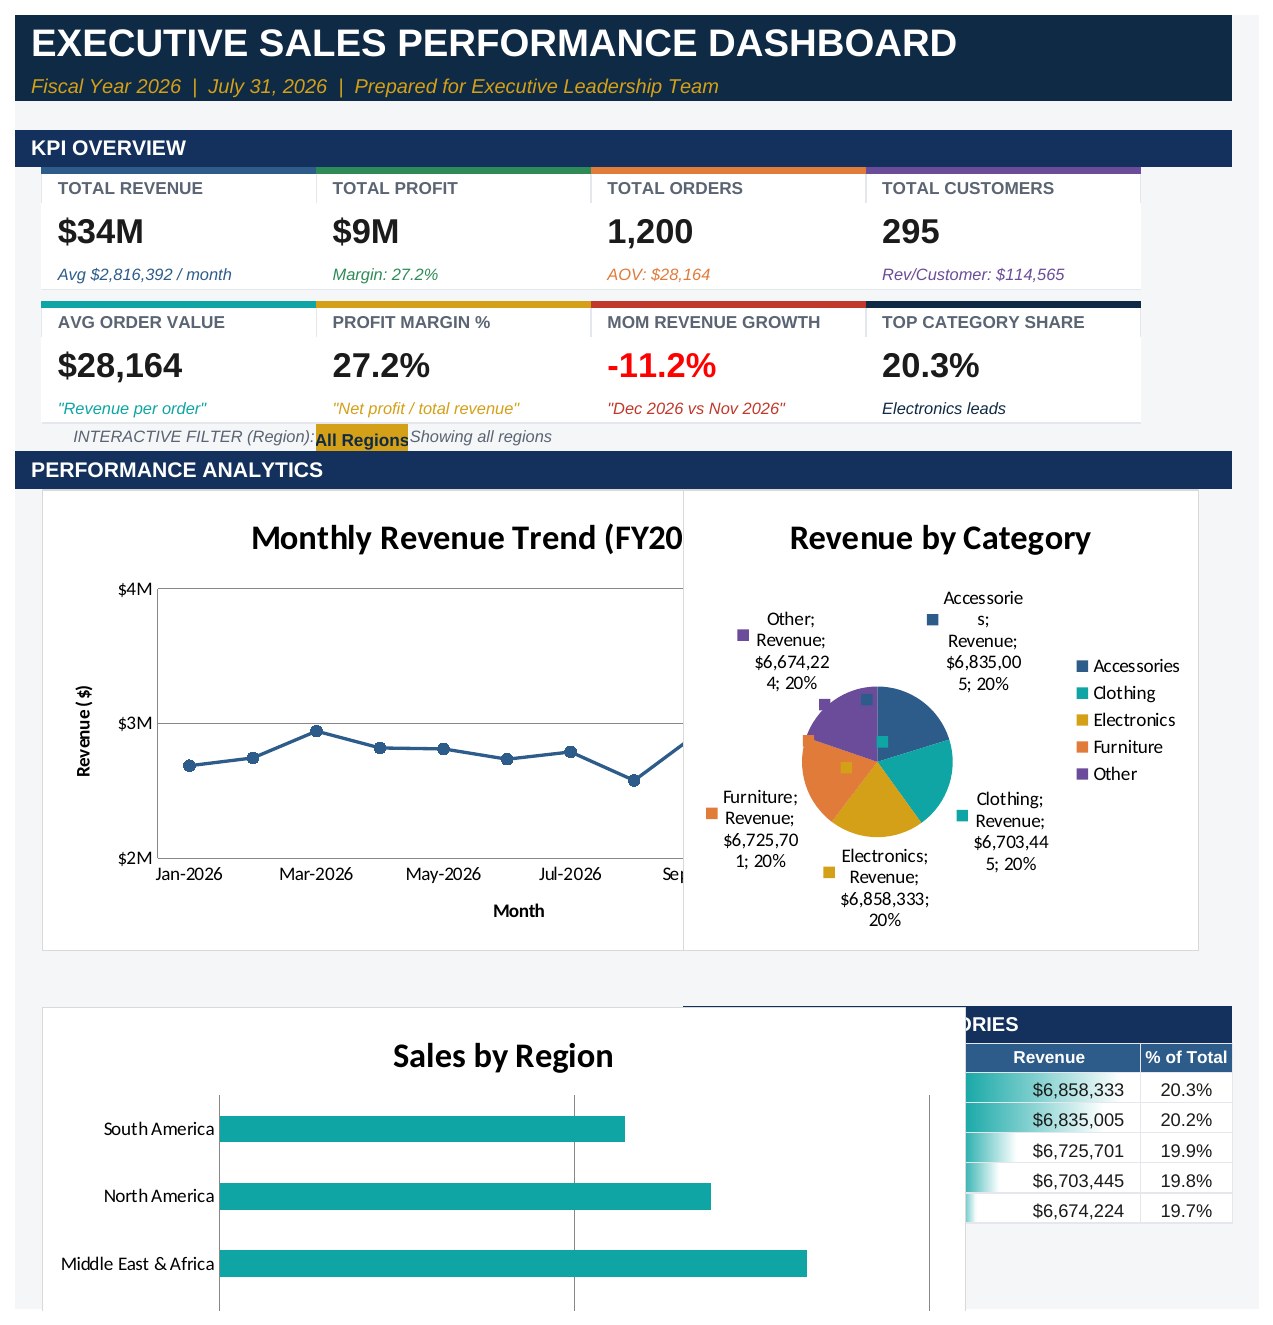 EXECUTIVE SALES PERFORMANCE DASHBOARD
Fiscal Year 2026 | July 31, 2026 | Prepared for Executive Leadership Team
KPI OVERVIEW
TOTAL REVENUE
$34M
Avg $2,816,392 / month
TOTAL PROFIT
$9M
Margin: 27.2%
TOTAL ORDERS
1,200
AOV: $28,164
TOTAL CUSTOMERS
295
Rev/Customer: $114,565
AVG ORDER VALUE
$28,164
"Revenue per order"
PROFIT MARGIN %
27.2%
"Net profit / total revenue"
MOM REVENUE GROWTH
-11.2%
"Dec 2026 vs Nov 2026"
TOP CATEGORY SHARE
20.3%
Electronics leads
INTERACTIVE FILTER (Region): All Regions Showing all regions
PERFORMANCE ANALYTICS
Monthly Revenue Trend (FY20
Revenue ($)
$4M
$3M
$2M
Jan-2026 Mar-2026 May-2026 Jul-2026 Sep
Month
Revenue by Category
Other;
Revenue;
$6,674,22
4; 20%
Accessorie
s;
Revenue;
$6,835,00
5; 20%
Furniture;
Revenue;
$6,725,70
1; 20%
Electronics;
Revenue;
$6,858,333;
20%
Clothing;
Revenue;
$6,703,44
5; 20%
Accessories
Clothing
Electronics
Furniture
Other
Sales by Region
South America
North America
Middle East & Africa
ORIES
Revenue % of Total
$6,858,333 20.3%
$6,835,005 20.2%
$6,725,701 19.9%
$6,703,445 19.8%
$6,674,224 19.7%